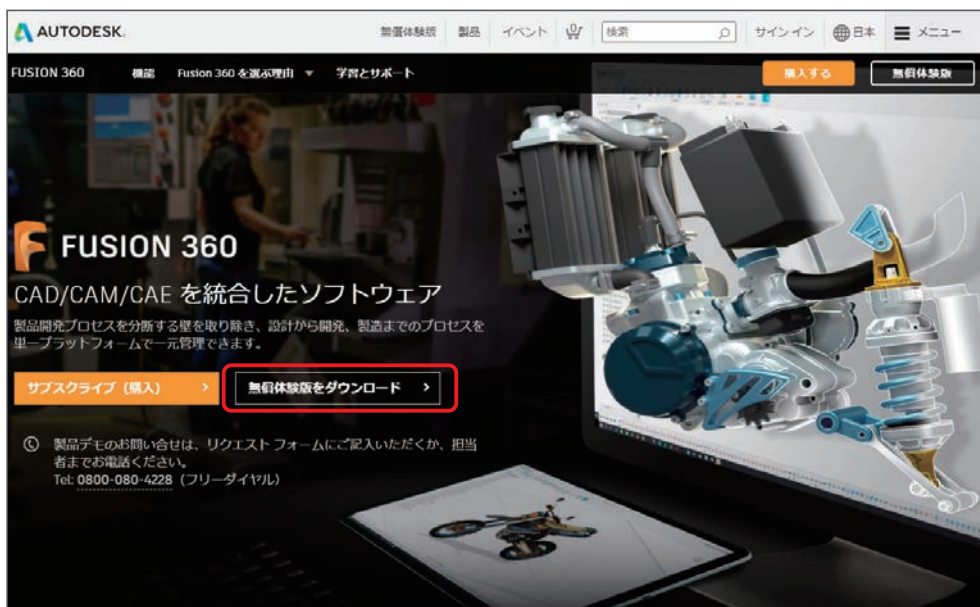 AUTODESK.
無償体験版 製品 イベント 0 検索 サインイン 日本 メニュー
FUSION 360 機能 Fusion 360 を選ぶ理由 学習とサポート 購入する 無償体験版
FUSION 360
CAD/CAM/CAE を統合したソフトウェア
製品開発プロセスを分断する壁を取り除き、設計から開発、製造までのプロセスを
単一プラットフォームで一元管理できます。
サブスクライブ（購入） >
無償体験版をダウンロード >
製品デモのお問い合せは、リクエスト フォームにご記入いただくか、担当
者までお電話ください。
Tel: 0800-080-4228（フリーダイヤル）